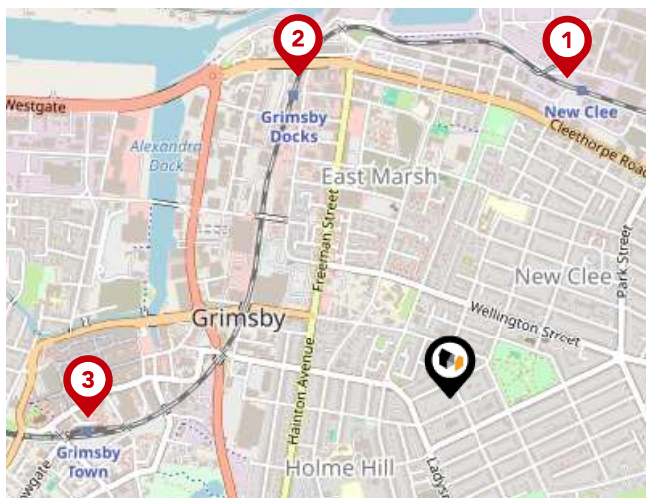 2
1
Westgate
New Clee
Grimsby
Docks
Alexandra
Dock
Cleethorpe Road
East Marsh
Freeman Street
Park Street
New Clee
Wellington Street
Grimsby
3
Hainton Avenue
Grimsby
Town
Holme Hill